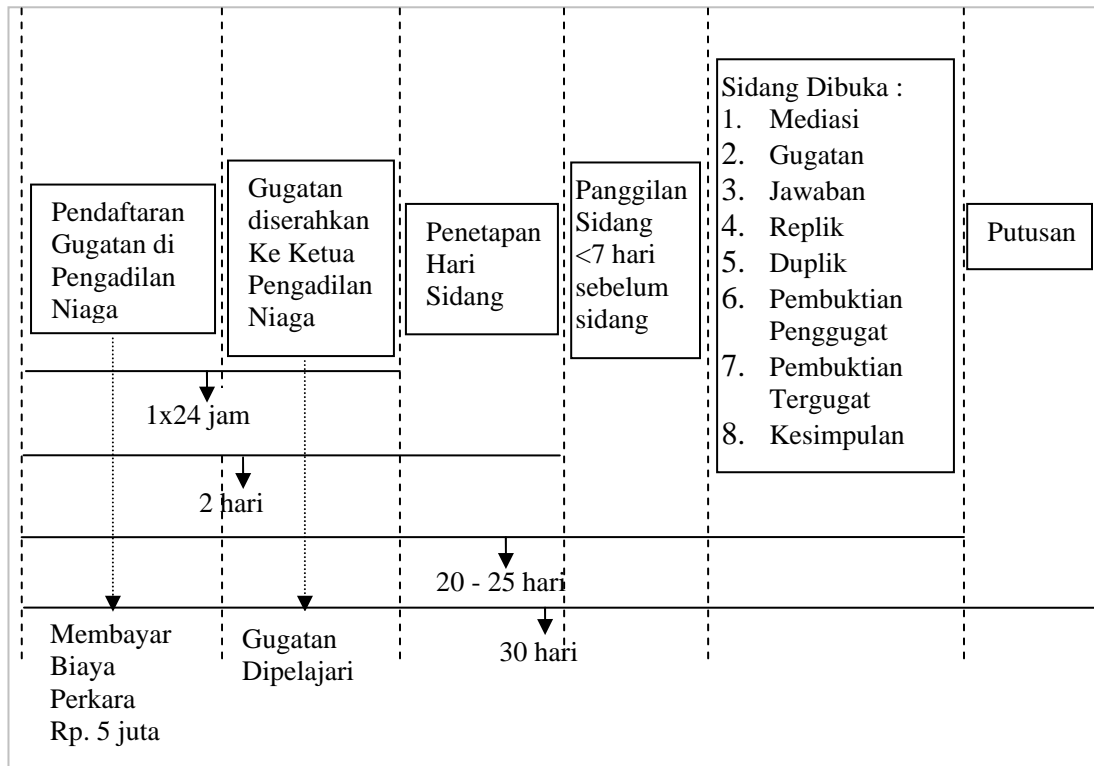 Pendaftaran
Gugatan di
Pengadilan
Niaga
Gugatan
diserahkan
Ke Ketua
Pengadilan
Niaga
Penetapan
Hari
Sidang
Panggilan
Sidang
<7 hari
sebelum
sidang
Sidang Dibuka :
1. Mediasi
2. Gugatan
3. Jawaban
4. Replik
5. Duplik
6. Pembuktian
Penggugat
7. Pembuktian
Tergugat
8. Kesimpulan
Putusan
1x24 jam
2 hari
20 - 25 hari
30 hari
Membayar
Biaya
Perkara
Rp. 5 juta
Gugatan
Dipelajari